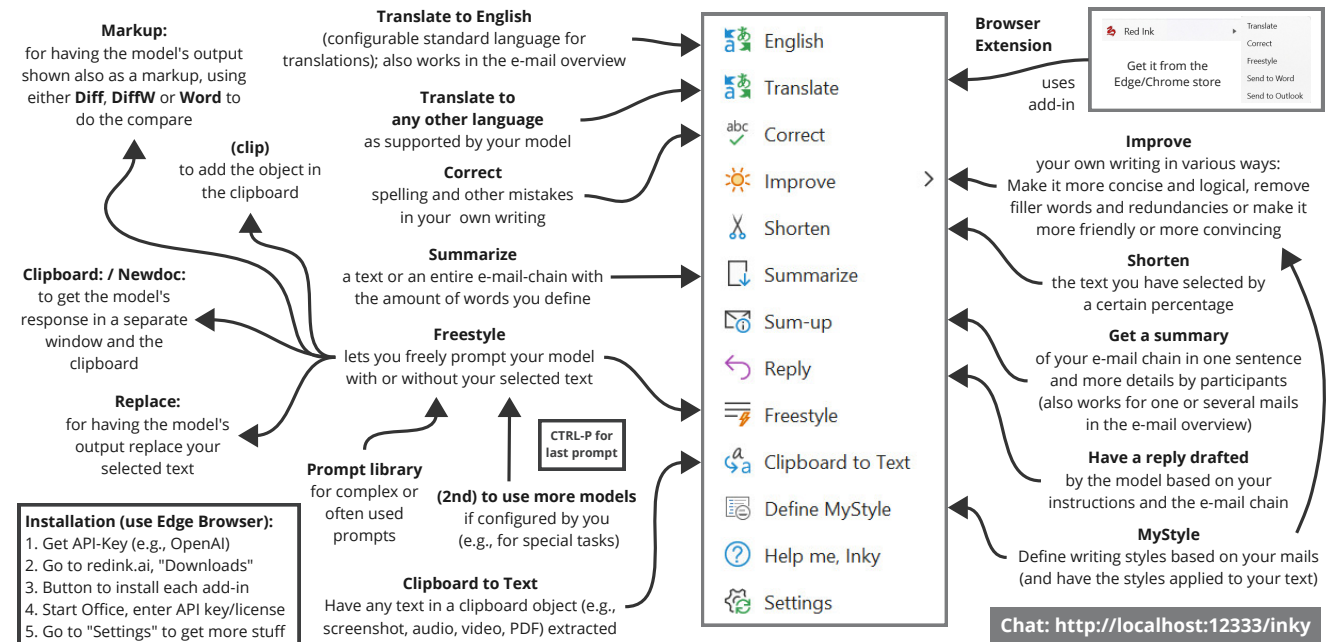 Markup:
for having the model's output
shown also as a markup, using
either Diff, DiffW or Word to
do the compare
(clip)
to add the object in
the clipboard
Clipboard: / Newdoc:
to get the model's
response in a separate
window and the
clipboard
Replace:
for having the model's
output replace your
selected text
Installation (use Edge Browser):
1. Get API-Key (e.g., OpenAI)
2. Go to redink.ai, "Downloads"
3. Button to install each add-in
4. Start Office, enter API key/license
5. Go to "Settings" to get more stuff
Translate to English
(configurable standard language for
translations); also works in the e-mail overview
Translate to
any other language
as supported by your model
Correct
spelling and other mistakes
in your own writing
Summarize
a text or an entire e-mail-chain with
the amount of words you define
Freestyle
lets you freely prompt your model
with or without your selected text
CTRL-P for
last prompt
Prompt library
for complex or
often used
prompts
(2nd) to use more models
if configured by you
(e.g., for special tasks)
Clipboard to Text
Have any text in a clipboard object (e.g.,
screenshot, audio, video, PDF) extracted
English
Translate
abc
Correct
Improve
Shorten
Summarize
Sum-up
Reply
Freestyle
Clipboard to Text
Define MyStyle
Help me, Inky
Settings
Browser
Extension
uses
add-in
Red Ink
Get it from the
Edge/Chrome store
Translate
Correct
Freestyle
Send to Word
Send to Outlook
Improve
your own writing in various ways:
Make it more concise and logical, remove
filler words and redundancies or make it
more friendly or more convincing
Shorten
the text you have selected by
a certain percentage
Get a summary
of your e-mail chain in one sentence
and more details by participants
(also works for one or several mails
in the e-mail overview)
Have a reply drafted
by the model based on your
instructions and the e-mail chain
MyStyle
Define writing styles based on your mails
(and have the styles applied to your text)
Chat: http://localhost:12333/inky